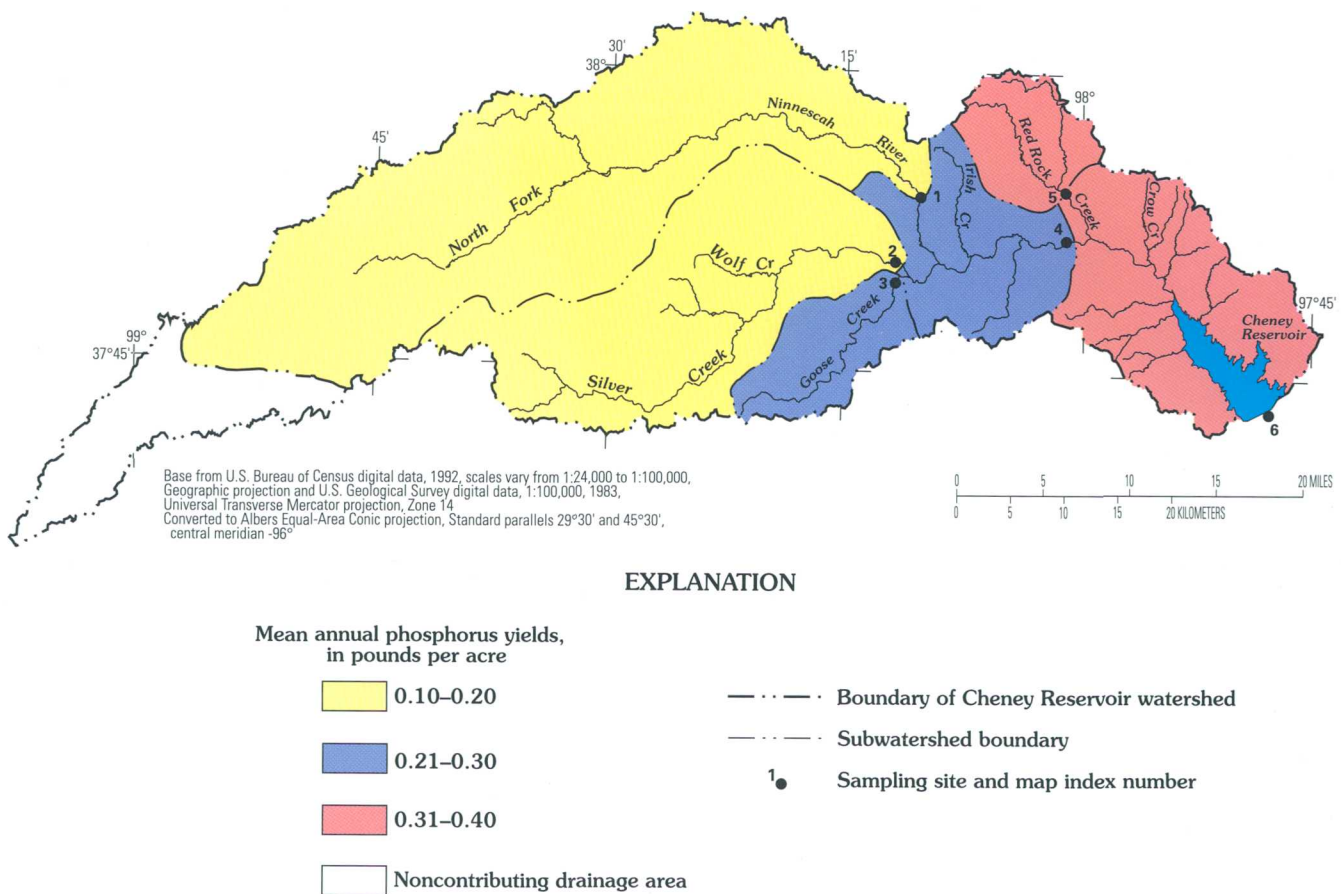 30'
38°
15'
98°
45'
Ninnescah
River
Red Rock
Creek
Irish
Cr
Crow Cr
1
5
4
North Fork
Wolf Cr
2
3
Goose Creek
Silver Creek
99°
37°45'
97°45'
Cheney
Reservoir
6
Base from U.S. Bureau of Census digital data, 1992, scales vary from 1:24,000 to 1:100,000,
Geographic projection and U.S. Geological Survey digital data, 1:100,000, 1983,
Universal Transverse Mercator projection, Zone 14
Converted to Albers Equal-Area Conic projection, Standard parallels 29°30' and 45°30',
central meridian -96°
0 5 10 15 20 MILES
0 5 10 15 20 KILOMETERS
EXPLANATION
Mean annual phosphorus yields,
in pounds per acre
0.10–0.20
0.21–0.30
0.31–0.40
Noncontributing drainage area
Boundary of Cheney Reservoir watershed
Subwatershed boundary
1 Sampling site and map index number